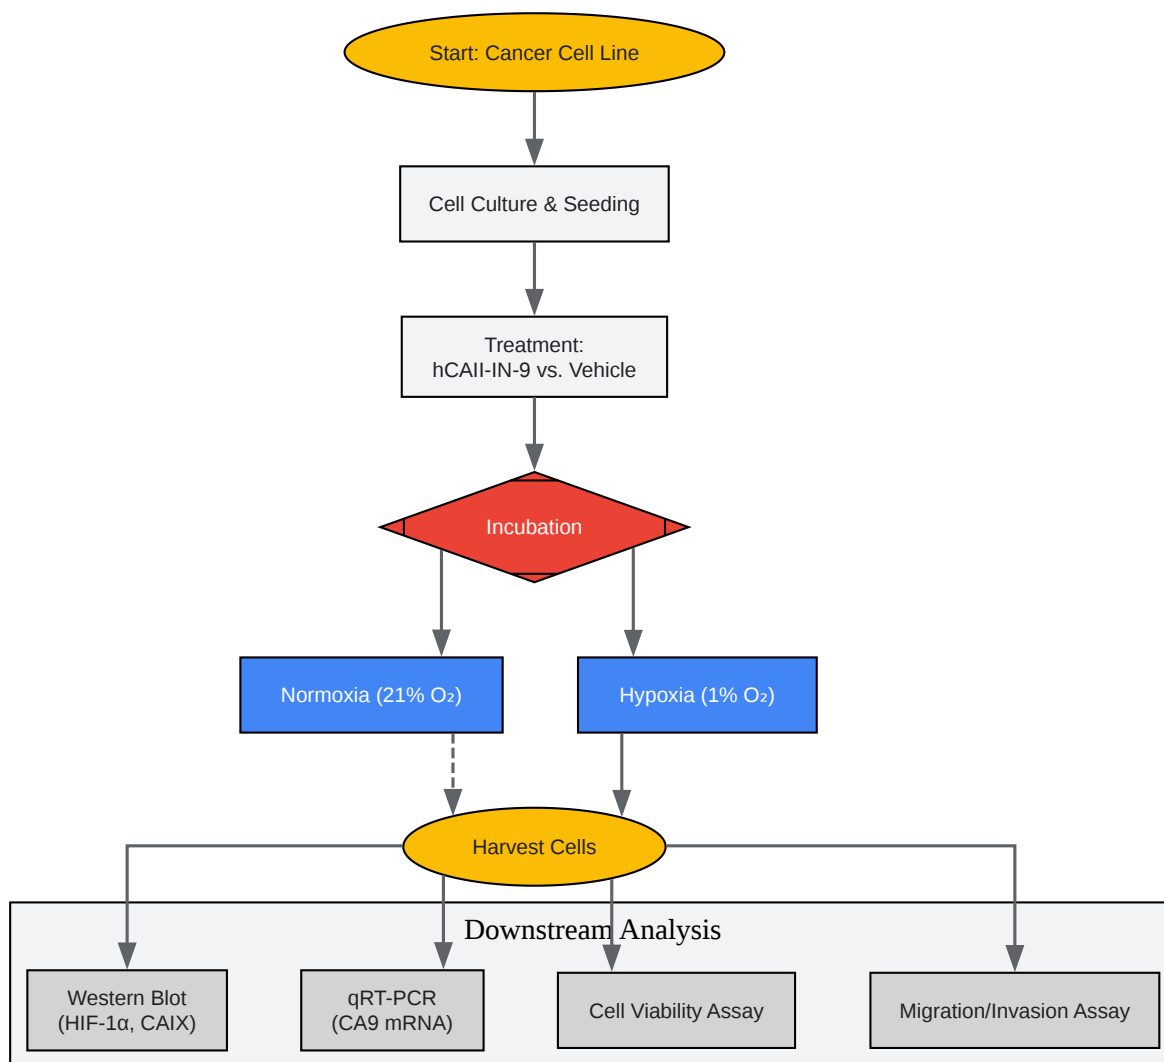 Start: Cancer Cell Line
Cell Culture & Seeding
Treatment:
hCAII-IN-9 vs. Vehicle
Incubation
Normoxia (21% O₂)
Hypoxia (1% O₂)
Harvest Cells
Downstream Analysis
Western Blot
(HIF-1α, CAIX)
qRT-PCR
(CA9 mRNA)
Cell Viability Assay
Migration/Invasion Assay